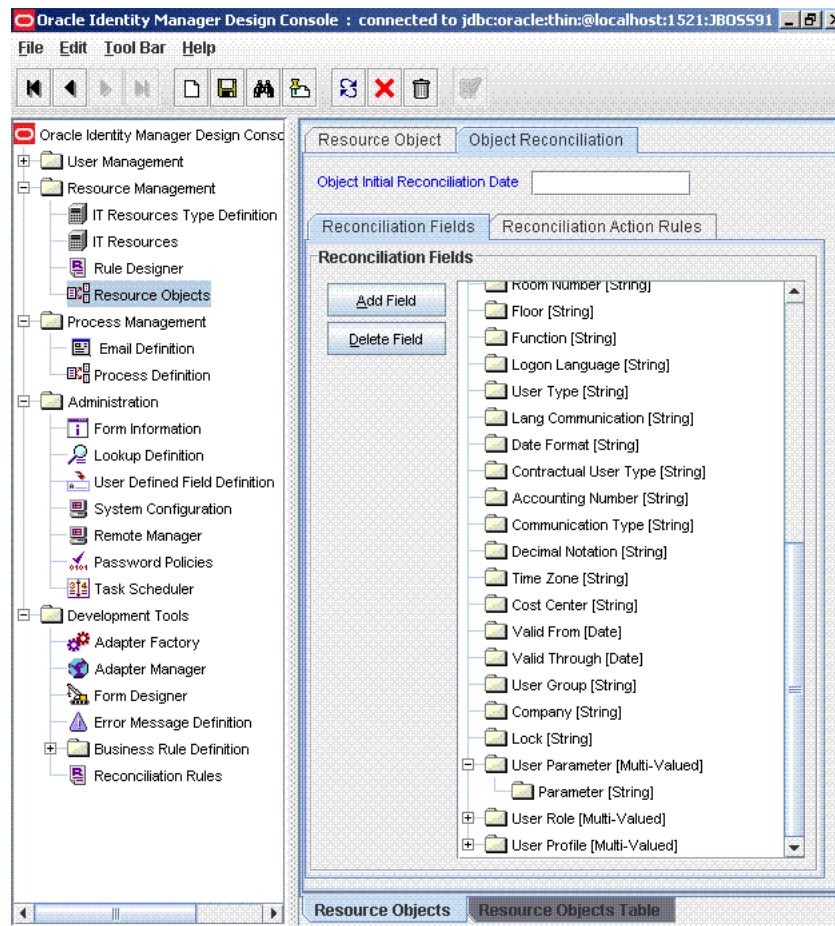 Oracle Identity Manager Design Console : connected to jdbc:oracle:thin:@localhost:1521:JBOSS91
File Edit Tool Bar Help
Oracle Identity Manager Design Consc
User Management
Resource Management
IT Resources Type Definition
IT Resources
Rule Designer
Resource Objects
Process Management
Email Definition
Process Definition
Administration
Form Information
Lookup Definition
User Defined Field Definition
System Configuration
Remote Manager
Password Policies
Task Scheduler
Development Tools
Adapter Factory
Adapter Manager
Form Designer
Error Message Definition
Business Rule Definition
Reconciliation Rules
Resource Object Object Reconciliation
Object Initial Reconciliation Date
Reconciliation Fields Reconciliation Action Rules
Reconciliation Fields
Add Field
Delete Field
Room Number [String]
Floor [String]
Function [String]
Logon Language [String]
User Type [String]
Lang Communication [String]
Date Format [String]
Contractual User Type [String]
Accounting Number [String]
Communication Type [String]
Decimal Notation [String]
Time Zone [String]
Cost Center [String]
Valid From [Date]
Valid Through [Date]
User Group [String]
Company [String]
Lock [String]
User Parameter [Multi-Valued]
Parameter [String]
User Role [Multi-Valued]
User Profile [Multi-Valued]
Resource Objects Resource Objects Table